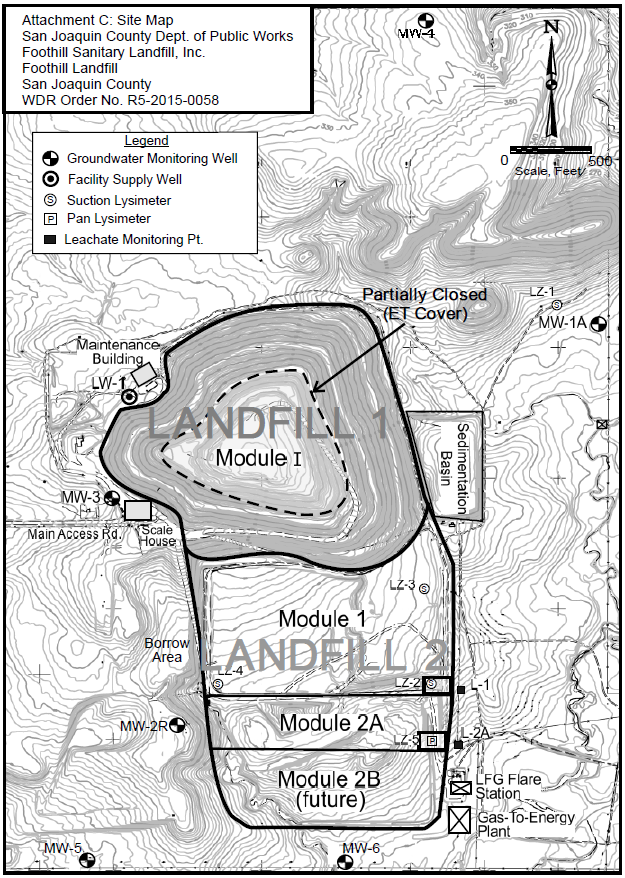 Attachment C: Site Map
San Joaquin County Dept. of Public Works
Foothill Sanitary Landfill, Inc.
Foothill Landfill
San Joaquin County
WDR Order No. R5-2015-0058
MW-4
N
0 500
Scale, Feet
Legend
Groundwater Monitoring Well
Facility Supply Well
S Suction Lysimeter
P Pan Lysimeter
Leachate Monitoring Pt.
Partially Closed
(ET Cover)
LZ-1
S
MW-1A
Maintenance
Building
LW-1
LANDFILL 1
Module I
Sedimentation
Basin
MW-3
Main Access Rd.
Scale
House
LZ-3 S
Module 1
Borrow
Area
LANDFILL 2
LZ-4
S
LZ-2 S
L-1
Module 2A
MW-2R
LZ-5 P
L-2A
Module 2B
(future)
LFG Flare
Station
Gas-To-Energy
Plant
MW-5
MW-6